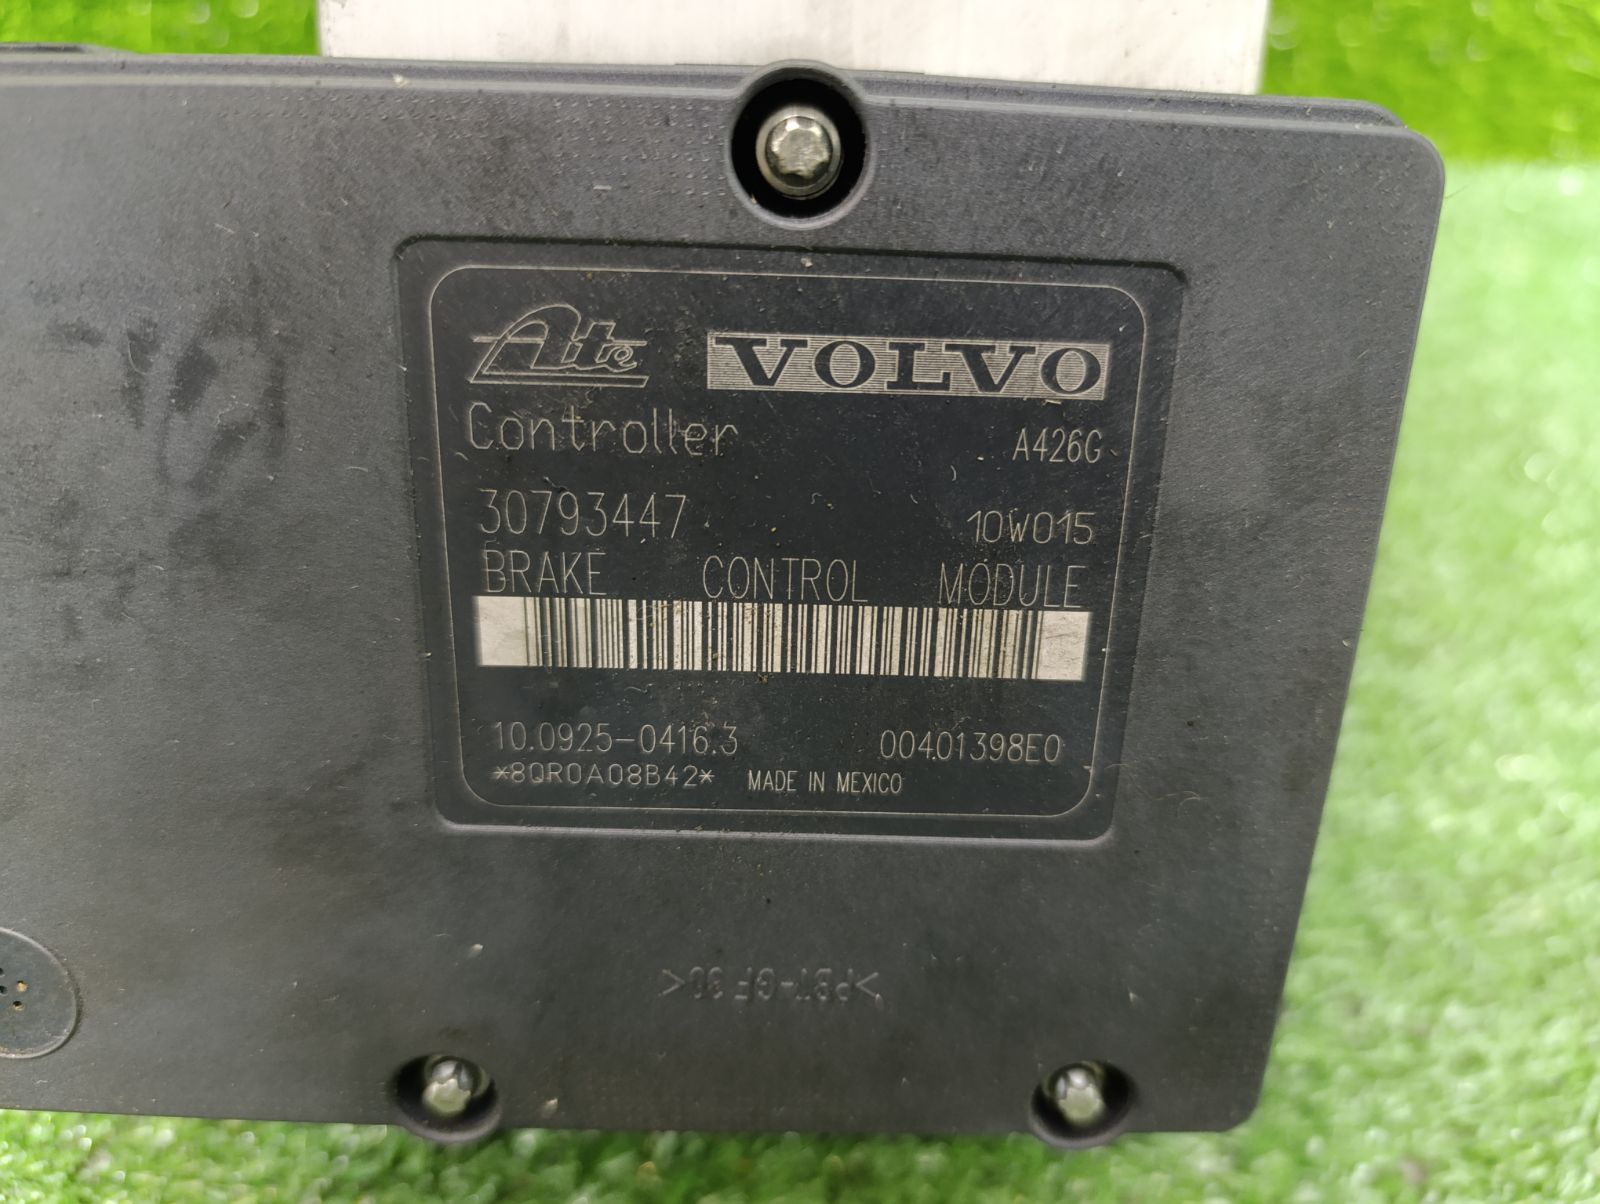 Ate VOLVO
Controller A426G
30793447 10W015
BRAKE CONTROL MODULE
10.0925-0416.3 00401398E0
*8QR0A08B42* MADE IN MEXICO
>PBT-GF30<